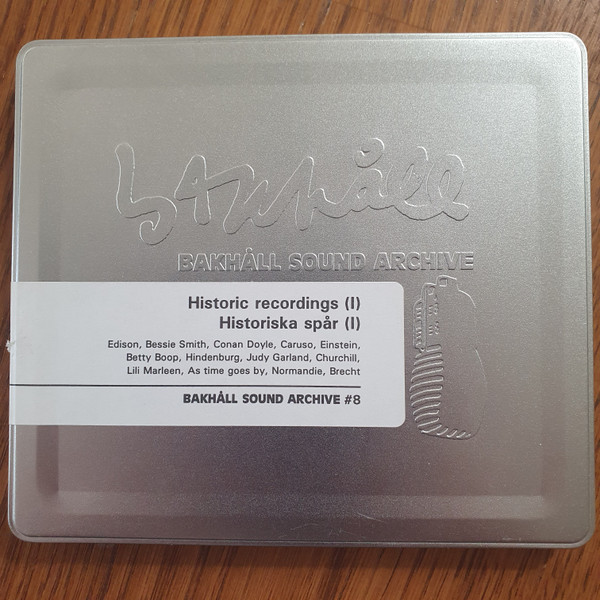 bakhåll
BAKHÅLL SOUND ARCHIVE
Historic recordings (I)
Historiska spår (I)
Edison, Bessie Smith, Conan Doyle, Caruso, Einstein,
Betty Boop, Hindenburg, Judy Garland, Churchill,
Lili Marleen, As time goes by, Normandie, Brecht
BAKHÅLL SOUND ARCHIVE #8